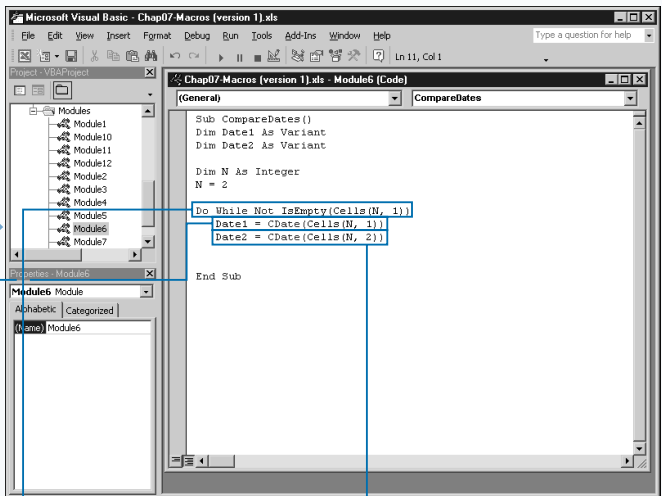 Microsoft Visual Basic - Chap07-Macros (version 1).xls
File Edit View Insert Format Debug Run Tools Add-Ins Window Help
Type a question for help
Ln 11, Col 1
Project - VBAProject
Modules
Module1
Module10
Module11
Module12
Module2
Module3
Module4
Module5
Module6
Module7
Properties - Module6
Module6 Module
Alphabetic Categorized
(Name) Module6
Chap07-Macros (version 1).xls - Module6 (Code)
(General) CompareDates
Sub CompareDates()
Dim Date1 As Variant
Dim Date2 As Variant
Dim N As Integer
N = 2
Do While Not IsEmpty(Cells(N, 1))
Date1 = CDate(Cells(N, 1))
Date2 = CDate(Cells(N, 2))
End Sub